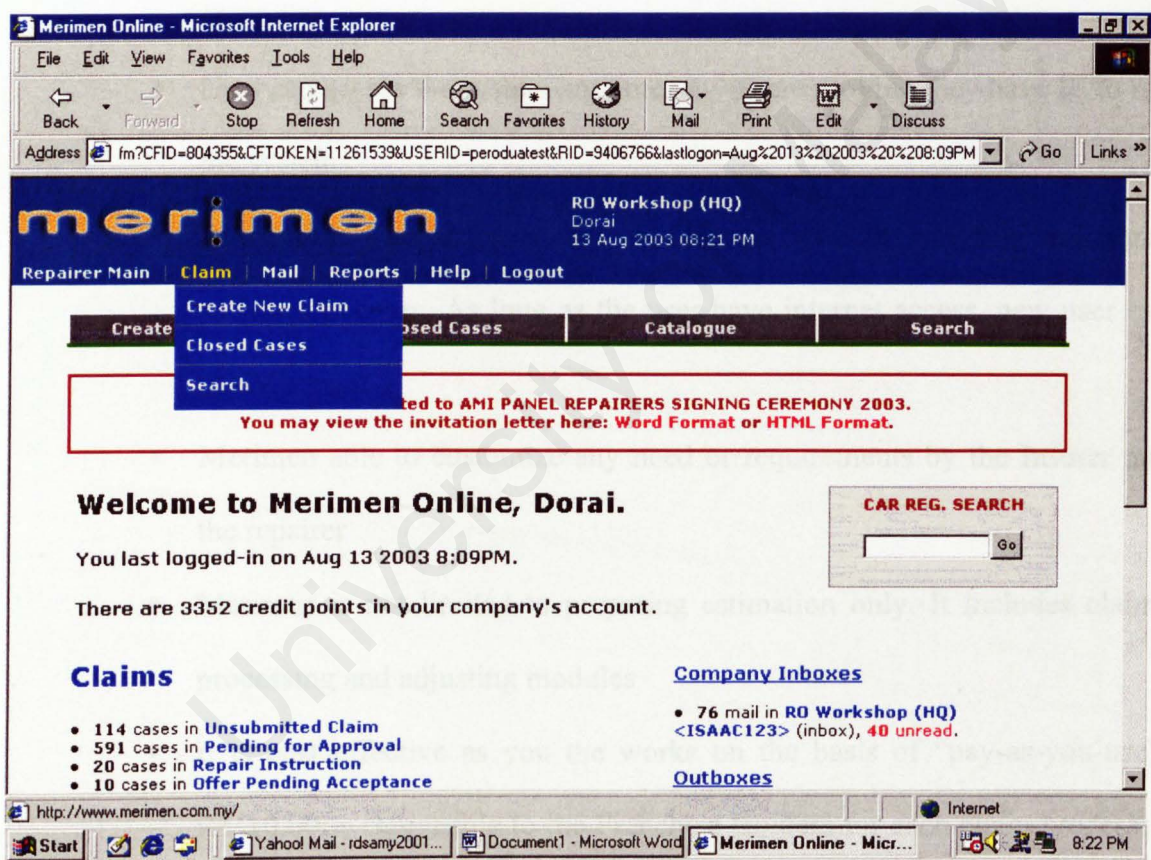 Merimen Online - Microsoft Internet Explorer
File Edit View Favorites Tools Help
Back Forward Stop Refresh Home Search Favorites History Mail Print Edit Discuss
Address fm?CFID=804355&CFTOKEN=11261539&USERID=peroduatest&RID=9406766&lastlogon=Aug%2013%202003%20%208:09PM Go Links »
merimen
RO Workshop (HQ)
Dorai
13 Aug 2003 08:21 PM
Repairer Main | Claim | Mail | Reports | Help | Logout
Create New Claim
Closed Cases
Search
Create osed Cases Catalogue Search
ted to AMI PANEL REPAIRERS SIGNING CEREMONY 2003.
You may view the invitation letter here: Word Format or HTML Format.
Welcome to Merimen Online, Dorai.
CAR REG. SEARCH
Go
You last logged-in on Aug 13 2003 8:09PM.
There are 3352 credit points in your company's account.
Claims
• 114 cases in Unsubmitted Claim
• 591 cases in Pending for Approval
• 20 cases in Repair Instruction
• 10 cases in Offer Pending Acceptance
Company Inboxes
• 76 mail in RO Workshop (HQ)
<ISAAC123> (inbox), 40 unread.
Outboxes
http://www.merimen.com.my/ Internet
Start Yahoo! Mail - rdsamy2001... Document1 - Microsoft Word Merimen Online - Micr... 8:22 PM
University of Malay